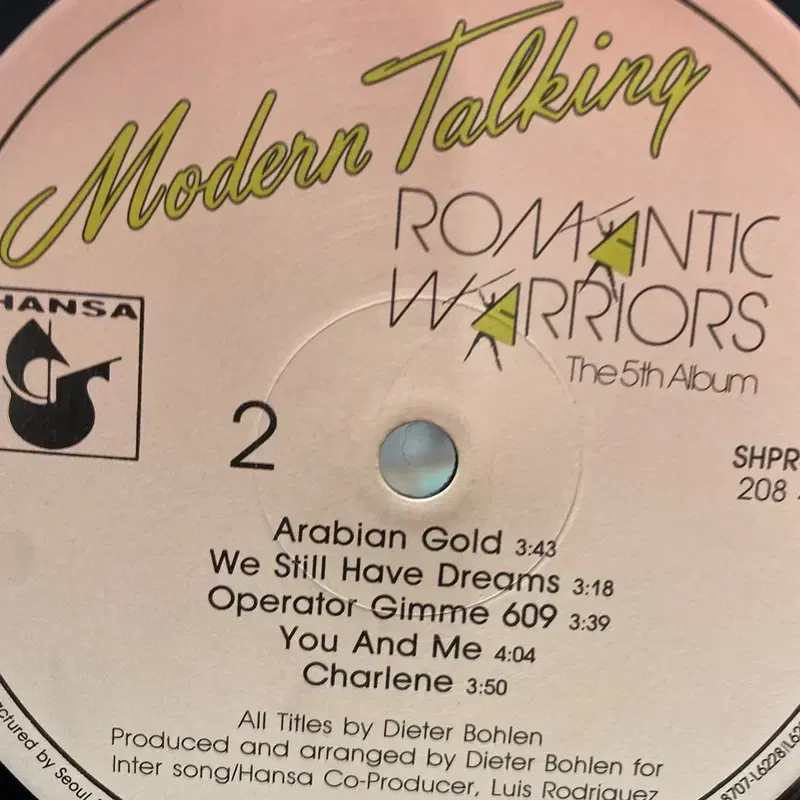 Modern Talking
ROMANTIC
WARRIORS
The 5th Album
HANSA
2
SHPR
208
Arabian Gold 3:43
We Still Have Dreams 3:18
Operator Gimme 609 3:39
You And Me 4:04
Charlene 3:50
All Titles by Dieter Bohlen
Produced and arranged by Dieter Bohlen for
Inter song/Hansa Co-Producer, Luis Rodriguez
by Seoul